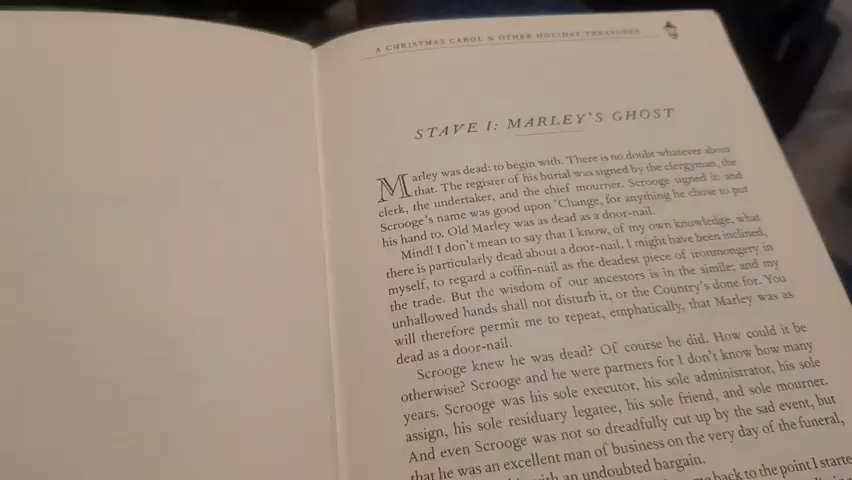 A CHRISTMAS CAROL & OTHER HOLIDAY TREASURES
STAVE I: MARLEY'S GHOST
Marley was dead: to begin with. There is no doubt whatever about
that. The register of his burial was signed by the clergyman, the
clerk, the undertaker, and the chief mourner. Scrooge signed it: and
Scrooge's name was good upon 'Change, for anything he chose to put
his hand to. Old Marley was as dead as a door-nail.
Mind! I don't mean to say that I know, of my own knowledge, what
there is particularly dead about a door-nail. I might have been inclined,
myself, to regard a coffin-nail as the deadest piece of ironmongery in
the trade. But the wisdom of our ancestors is in the simile; and my
unhallowed hands shall not disturb it, or the Country's done for. You
will therefore permit me to repeat, emphatically, that Marley was as
dead as a door-nail.
Scrooge knew he was dead? Of course he did. How could it be
otherwise? Scrooge and he were partners for I don't know how many
years. Scrooge was his sole executor, his sole administrator, his sole
assign, his sole residuary legatee, his sole friend, and sole mourner.
And even Scrooge was not so dreadfully cut up by the sad event, but
that he was an excellent man of business on the very day of the funeral,
with an undoubted bargain.
back to the point I